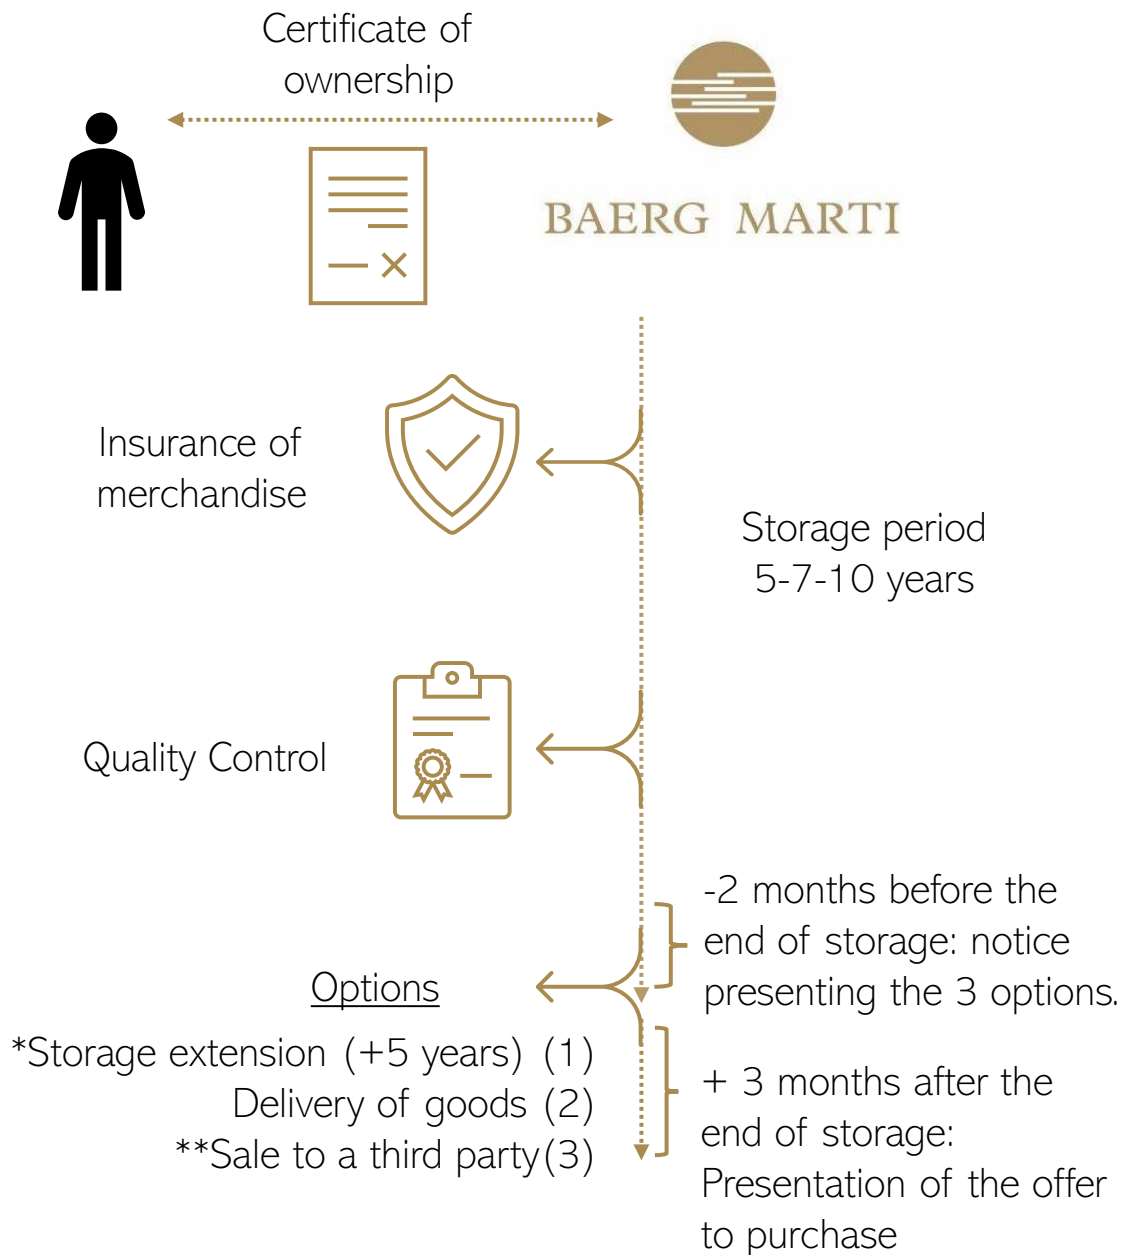 Certificate of
ownership
BAERG MARTI
Insurance of
merchandise
Storage period
5-7-10 years
Quality Control
-2 months before the
end of storage: notice
presenting the 3 options.
Options
*Storage extension (+5 years) (1)
Delivery of goods (2)
**Sale to a third party(3)
+ 3 months after the
end of storage:
Presentation of the offer
to purchase